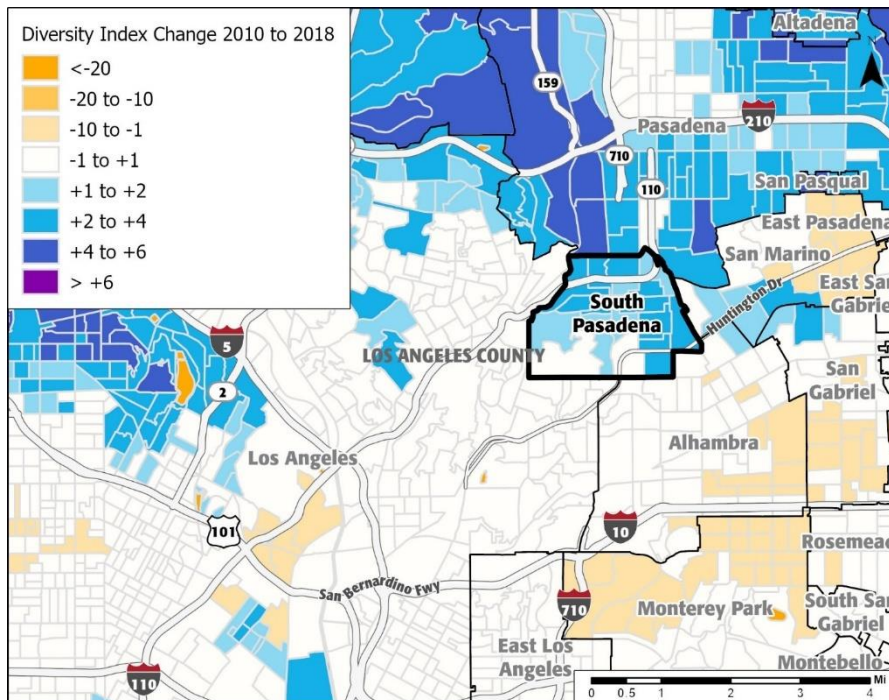 Diversity Index Change 2010 to 2018
<-20
-20 to -10
-10 to -1
-1 to +1
+1 to +2
+2 to +4
+4 to +6
> +6
Altadena
159
Pasadena
210
710
110
San Pasqual
East Pasadena
San Marino
East San
Gabriel
Huntington Dr
South
Pasadena
LOS ANGELES COUNTY
5
2
San
Gabriel
Alhambra
Los Angeles
101
10
Rosemead
San Bernardino Fwy
710
Monterey Park
South San
Gabriel
East Los
Angeles
Montebello
110
0
0.5
1
2
3
4